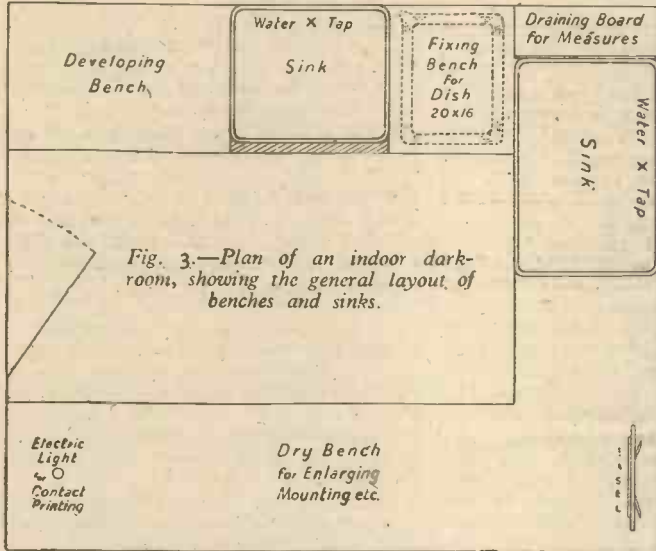 Developing
Bench
Water X Tap
Sink
Fixing
Bench
For
Dish
20x16
Draining Board
for Measures
Water X Tap
Sink
Fig. 3.—Plan of an indoor dark-
room, showing the general layout of
benches and sinks.
Electric
Light
for
Contact
Printing
Dry Bench
for Enlarging
Mounting etc.